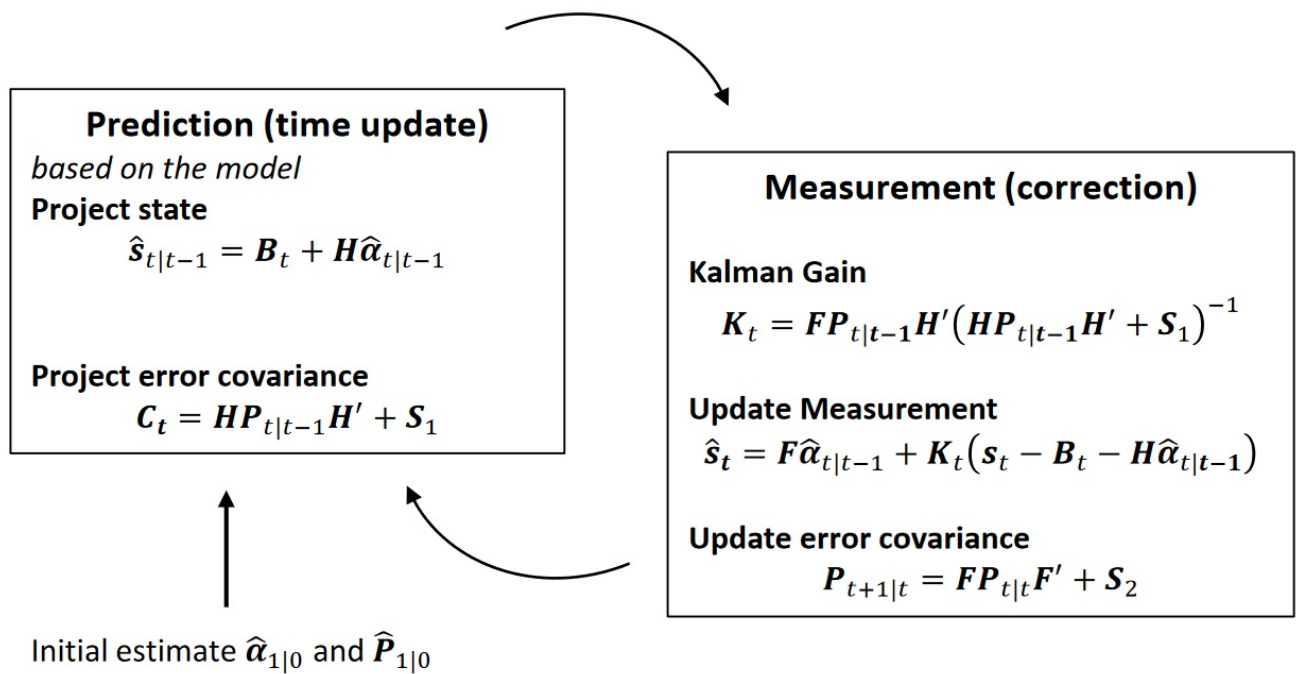 Prediction (time update)
based on the model
Project state
ŝ_{t|t−1} = B_t + Hα̂_{t|t−1}
Project error covariance
C_t = HP_{t|t−1}H′ + S_1
Initial estimate α̂_{1|0} and P̂_{1|0}
Measurement (correction)
Kalman Gain
K_t = FP_{t|t−1}H′(HP_{t|t−1}H′ + S_1)^{−1}
Update Measurement
ŝ_t = Fα̂_{t|t−1} + K_t(s_t − B_t − Hα̂_{t|t−1})
Update error covariance
P_{t+1|t} = FP_{t|t}F′ + S_2